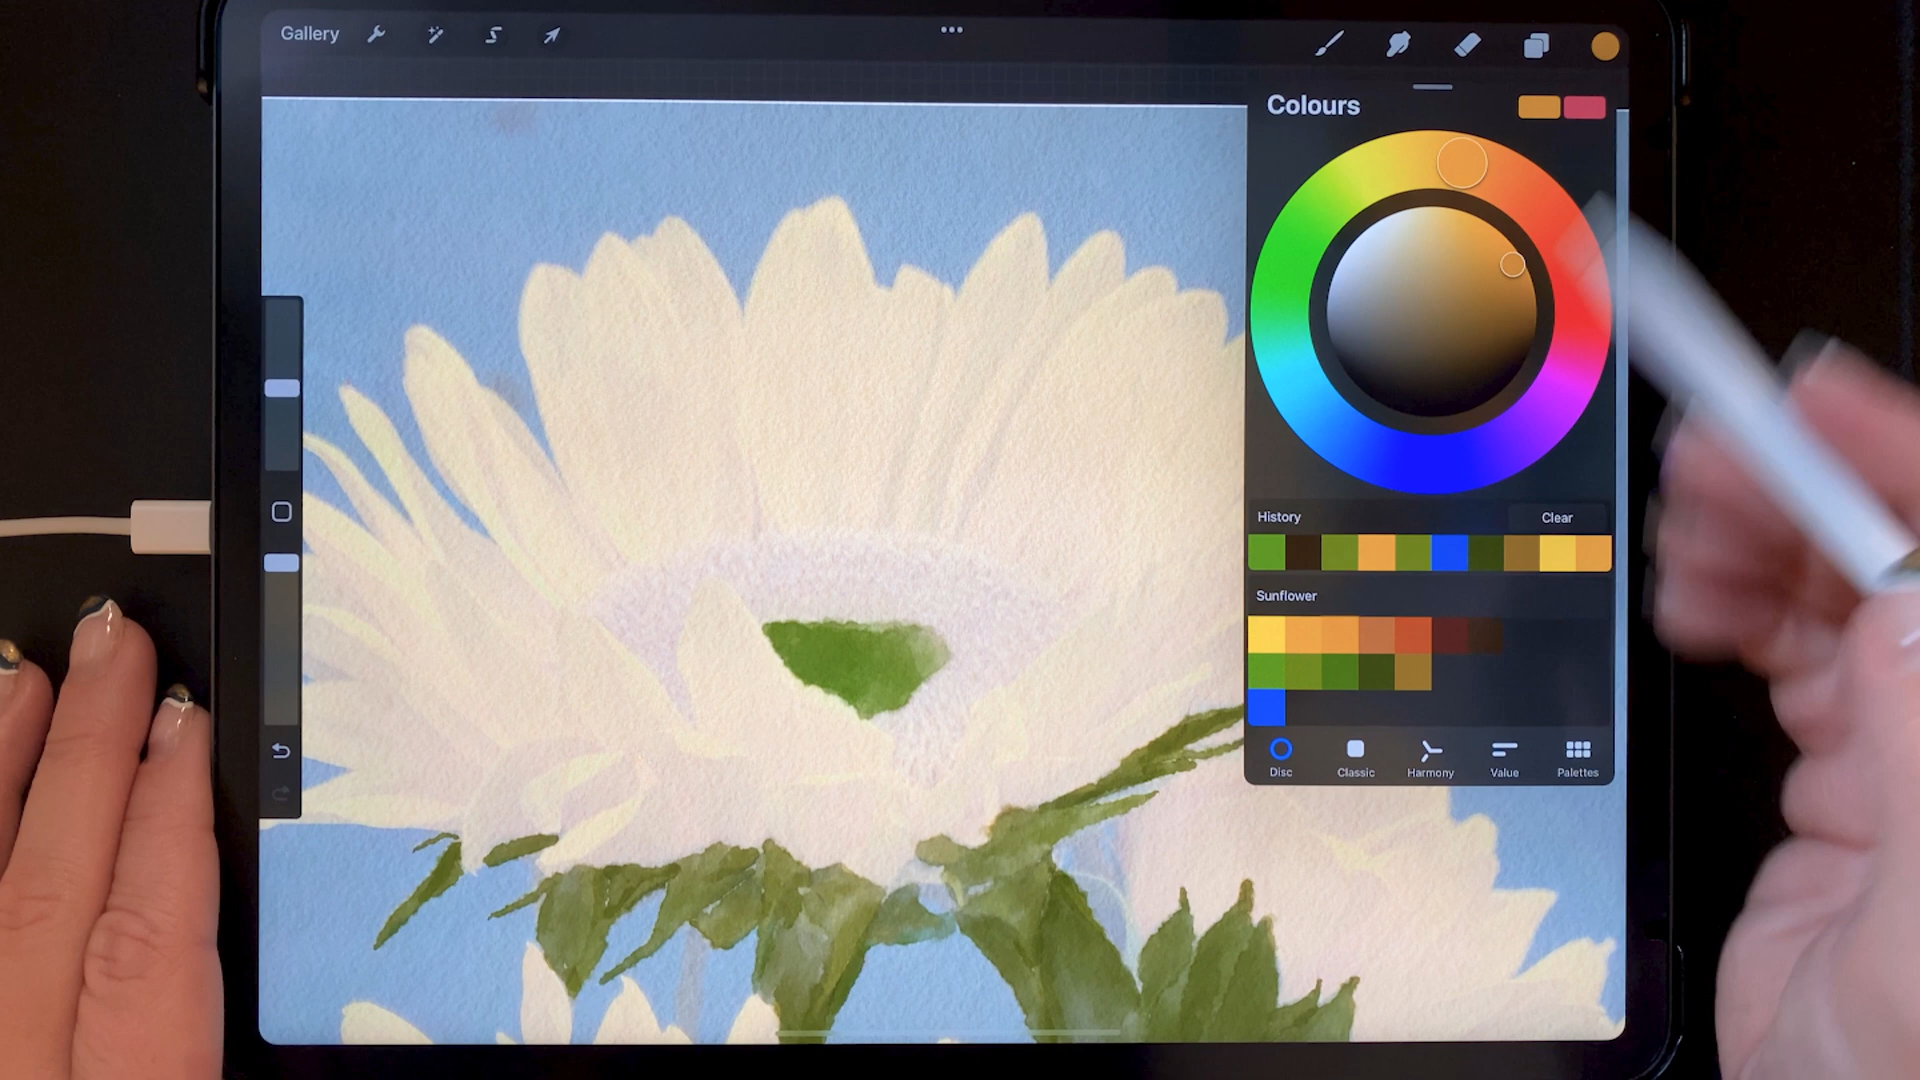 Gallery
Colours
History
Clear
Sunflower
Disc
Classic
Harmony
Value
Palettes